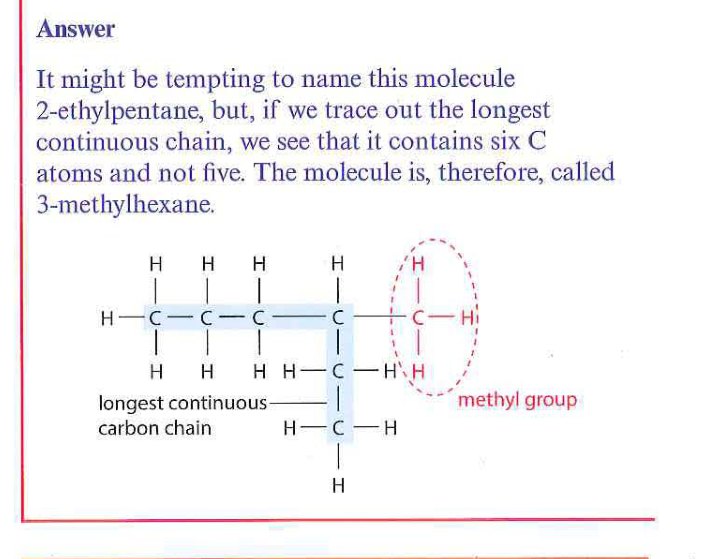 Answer
It might be tempting to name this molecule
2-ethylpentane, but, if we trace out the longest
continuous chain, we see that it contains six C
atoms and not five. The molecule is, therefore, called
3-methylhexane.
H H H H H
H—C—C—C—C—C—H
H H H H—C—H H
longest continuous
carbon chain
methyl group
H—C—H
H